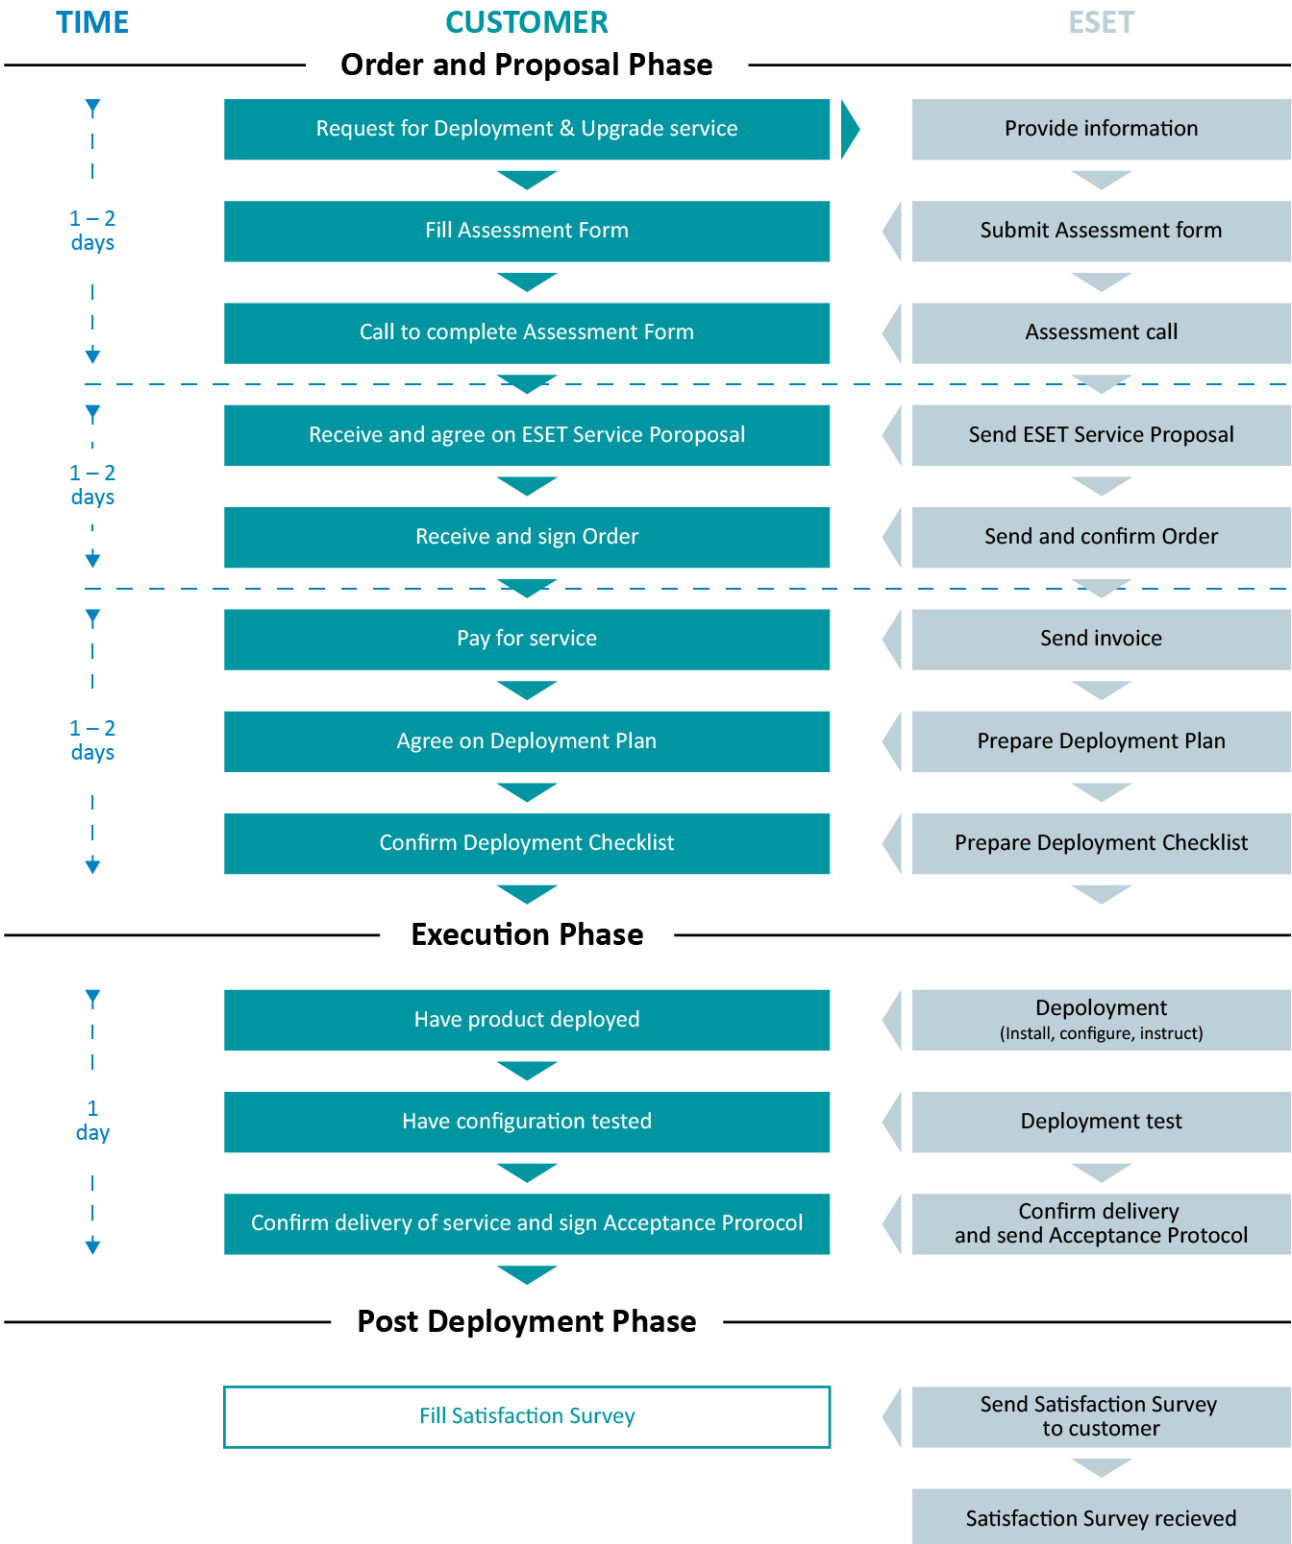 TIME
CUSTOMER
ESET
Order and Proposal Phase
Request for Deployment & Upgrade service
Provide information
1 – 2
days
Fill Assessment Form
Submit Assessment form
Call to complete Assessment Form
Assessment call
1 – 2
days
Receive and agree on ESET Service Poroposal
Send ESET Service Proposal
Receive and sign Order
Send and confirm Order
1 – 2
days
Pay for service
Send invoice
Agree on Deployment Plan
Prepare Deployment Plan
Confirm Deployment Checklist
Prepare Deployment Checklist
Execution Phase
1
day
Have product deployed
Depoloyment
(Install, configure, instruct)
Have configuration tested
Deployment test
Confirm delivery of service and sign Acceptance Prorocol
Confirm delivery
and send Acceptance Protocol
Post Deployment Phase
Fill Satisfaction Survey
Send Satisfaction Survey
to customer
Satisfaction Survey recieved